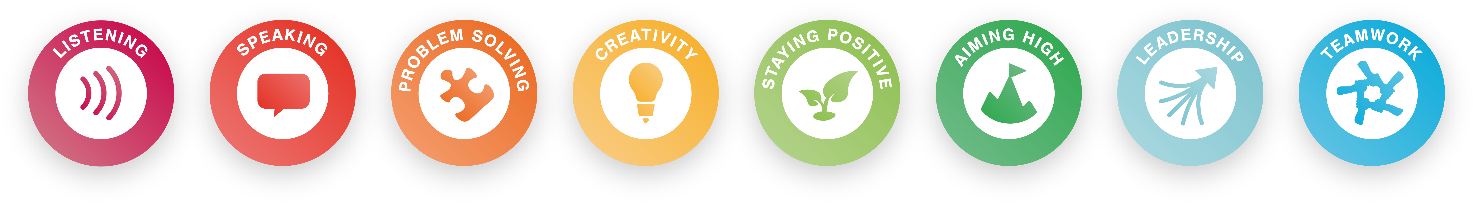 LISTENING
SPEAKING
PROBLEM SOLVING
CREATIVITY
STAYING POSITIVE
AIMING HIGH
LEADERSHIP
TEAMWORK